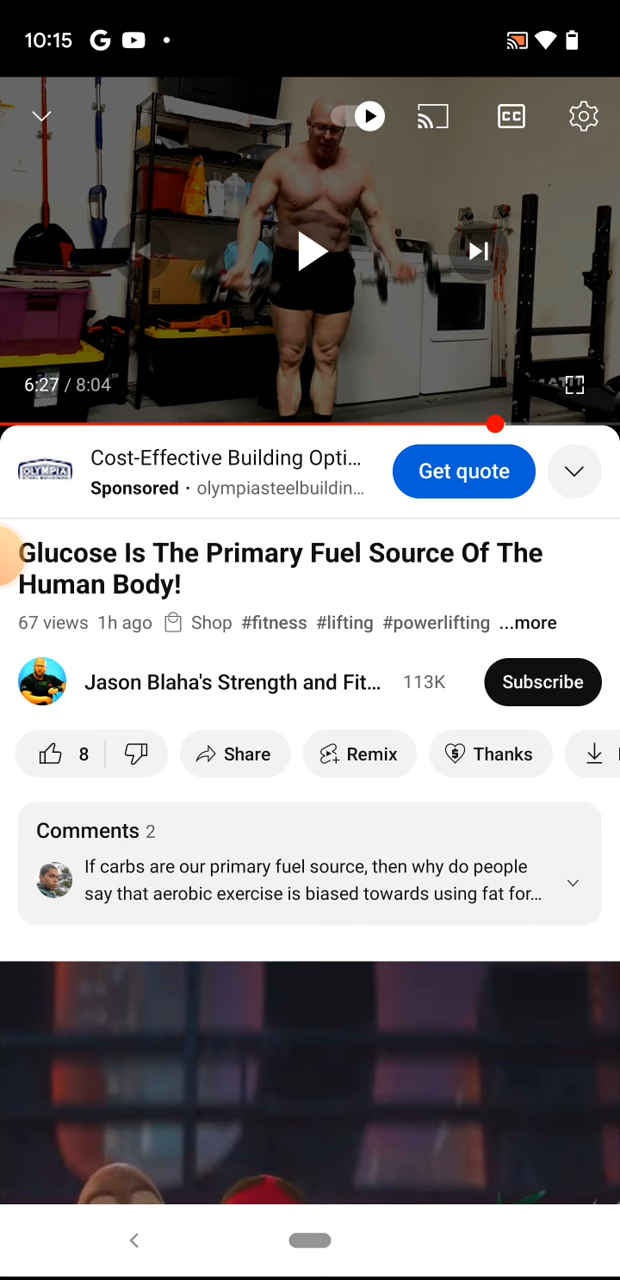 10:15
CC
6:27 / 8:04
OLYMPIA
Cost-Effective Building Opti...
Sponsored · olympiasteelbuildin...
Get quote
Glucose Is The Primary Fuel Source Of The
Human Body!
67 views 1h ago Shop #fitness #lifting #powerlifting ...more
Jason Blaha's Strength and Fit... 113K Subscribe
8 Share Remix Thanks
Comments 2
If carbs are our primary fuel source, then why do people
say that aerobic exercise is biased towards using fat for...